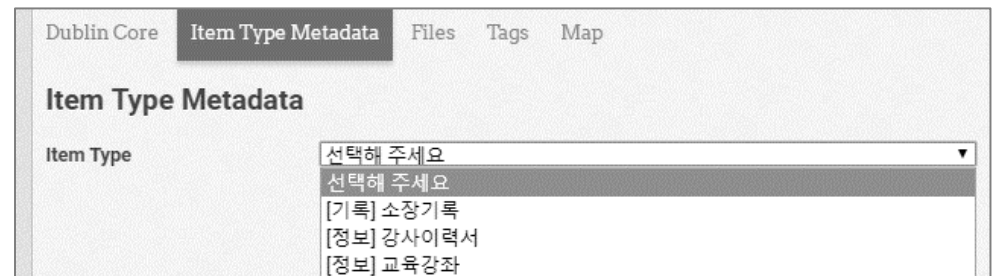 Dublin Core Item Type Metadata Files Tags Map
Item Type Metadata
Item Type 선택해 주세요
선택해 주세요
[기록] 소장기록
[정보] 강사이력서
[정보] 교육강좌